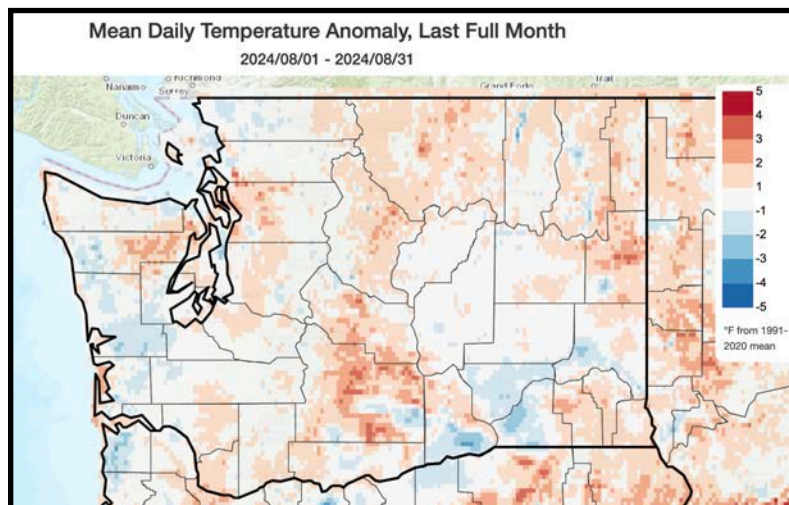 Mean Daily Temperature Anomaly, Last Full Month
2024/08/01 - 2024/08/31
Nanaimo
Richmond
Surrey
Grand Forks
Trail
Duncan
Victoria
5
4
3
2
1
-1
-2
-3
-4
-5
°F from 1991-
2020 mean